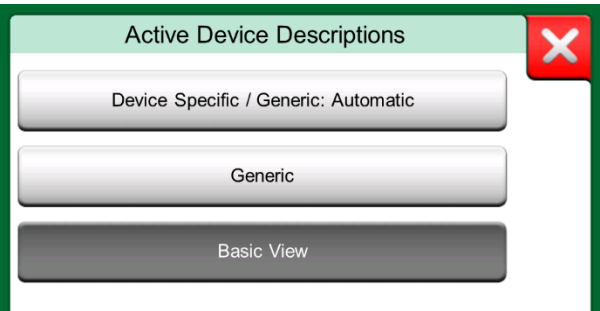 Active Device Descriptions
Device Specific / Generic: Automatic
Generic
Basic View